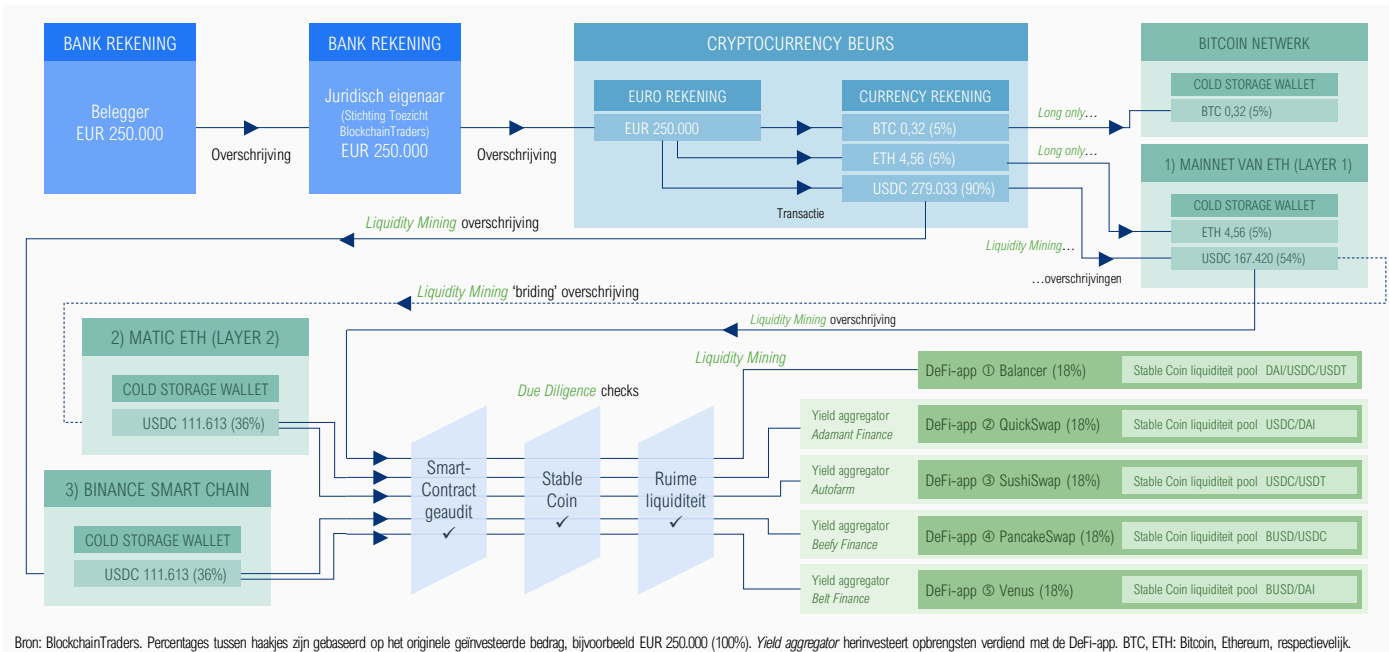 BANK REKENING
Belegger
EUR 250.000
Overschrijving
BANK REKENING
Juridisch eigenaar
(Stichting Toezicht
BlockchainTraders)
EUR 250.000
Overschrijving
CRYPTOCURRENCY BEURS
EURO REKENING
EUR 250.000
CURRENCY REKENING
BTC 0,32 (5%)
ETH 4,56 (5%)
USDC 279.033 (90%)
Transactie
Long only…
Long only…
Liquidity Mining…
…overschrijvingen
BITCOIN NETWERK
COLD STORAGE WALLET
BTC 0,32 (5%)
1) MAINNET VAN ETH (LAYER 1)
COLD STORAGE WALLET
ETH 4,56 (5%)
USDC 167.420 (54%)
Liquidity Mining overschrijving
Liquidity Mining ‘briding’ overschrijving
Liquidity Mining overschrijving
2) MATIC ETH (LAYER 2)
COLD STORAGE WALLET
USDC 111.613 (36%)
3) BINANCE SMART CHAIN
COLD STORAGE WALLET
USDC 111.613 (36%)
Due Diligence checks
Smart-
Contract
geaudit
✓
Stable
Coin
✓
Ruime
liquiditeit
✓
Liquidity Mining
DeFi-app ① Balancer (18%) Stable Coin liquiditeit pool DAI/USDC/USDT
Yield aggregator
Adamant Finance
DeFi-app ② QuickSwap (18%) Stable Coin liquiditeit pool USDC/DAI
Yield aggregator
Autofarm
DeFi-app ③ SushiSwap (18%) Stable Coin liquiditeit pool USDC/USDT
Yield aggregator
Beefy Finance
DeFi-app ④ PancakeSwap (18%) Stable Coin liquiditeit pool BUSD/USDC
Yield aggregator
Belt Finance
DeFi-app ⑤ Venus (18%) Stable Coin liquiditeit pool BUSD/DAI
Bron: BlockchainTraders. Percentages tussen haakjes zijn gebaseerd op het originele geïnvesteerde bedrag, bijvoorbeeld EUR 250.000 (100%). Yield aggregator herinvesteert opbrengsten verdiend met de DeFi-app. BTC, ETH: Bitcoin, Ethereum, respectievelijk.